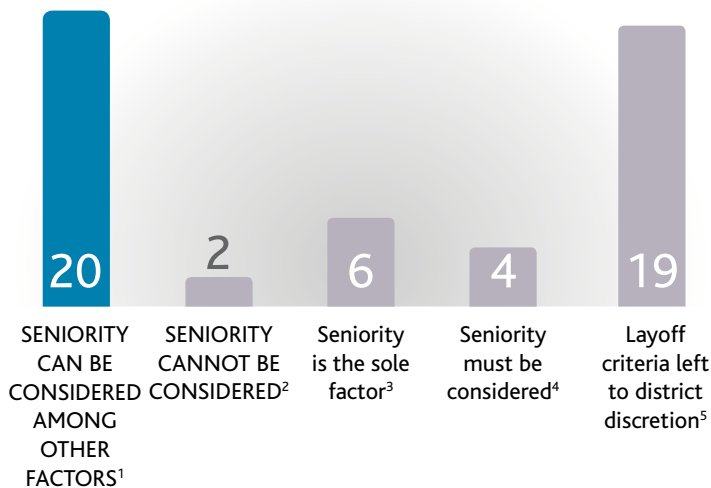 20
2
6
4
19
SENIORITY
CAN BE
CONSIDERED
AMONG
OTHER
FACTORS¹
SENIORITY
CANNOT BE
CONSIDERED²
Seniority
is the sole
factor³
Seniority
must be
considered⁴
Layoff
criteria left
to district
discretion⁵